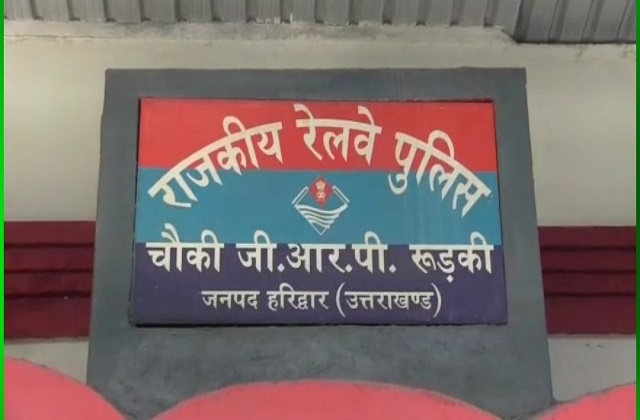 राजकीय रेलवे पुलिस
चौकी जी.आर.पी. रूड़की
जनपद हरिद्वार (उत्तराखण्ड)